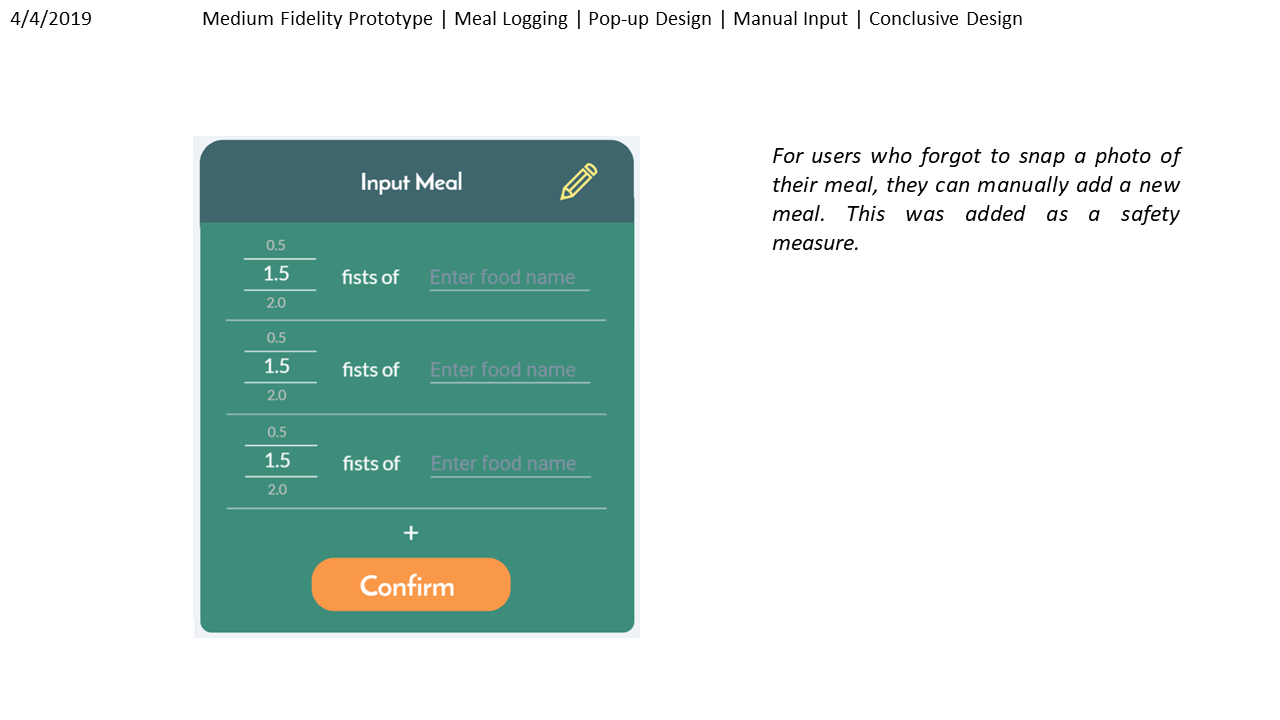 4/4/2019
Medium Fidelity Prototype | Meal Logging | Pop-up Design | Manual Input | Conclusive Design
Input Meal
0.5
1.5 fists of Enter food name
2.0
0.5
1.5 fists of Enter food name
2.0
0.5
1.5 fists of Enter food name
2.0
+
Confirm
For users who forgot to snap a photo of
their meal, they can manually add a new
meal. This was added as a safety
measure.